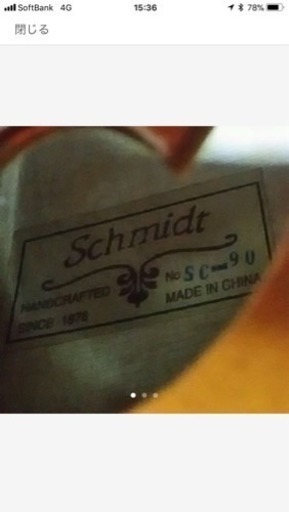 SoftBank 4G 15:36 78%
閉じる
Schmidt
No SC-90
HANDCRAFTED
MADE IN CHINA
SINCE 1976